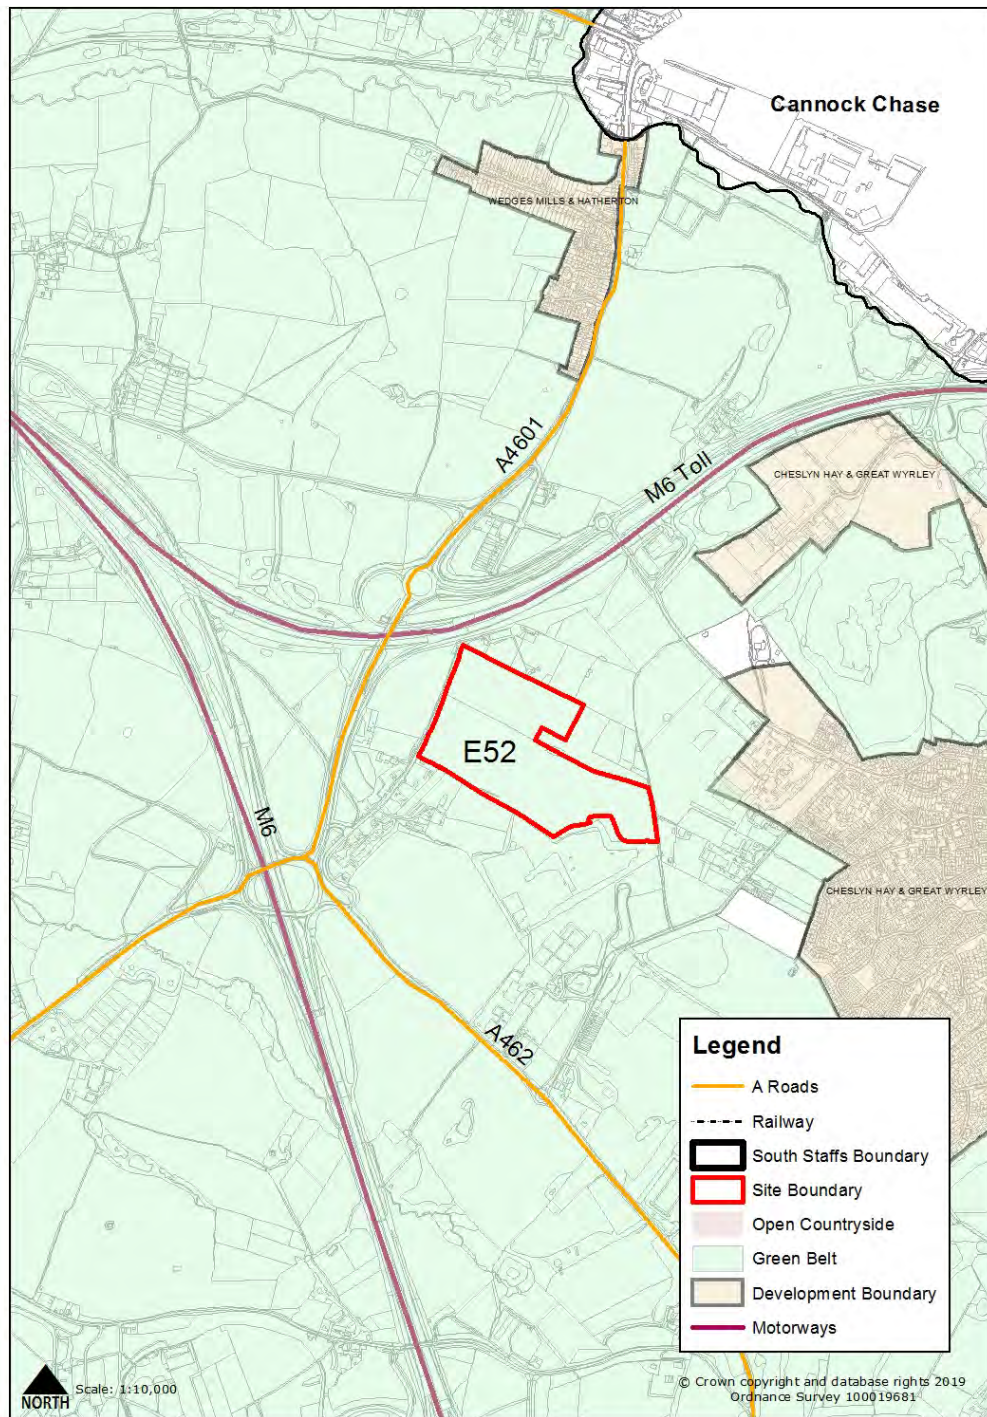 Cannock Chase
WEDGES MILLS & HATHERTON
A4601
M6 Toll
CHESLYN HAY & GREAT WYRLEY
E52
M6
CHESLYN HAY & GREAT WYRLEY
A462
Legend
A Roads
Railway
South Staffs Boundary
Site Boundary
Open Countryside
Green Belt
Development Boundary
Motorways
NORTH
Scale: 1:10,000
© Crown copyright and database rights 2019
Ordnance Survey 100019681